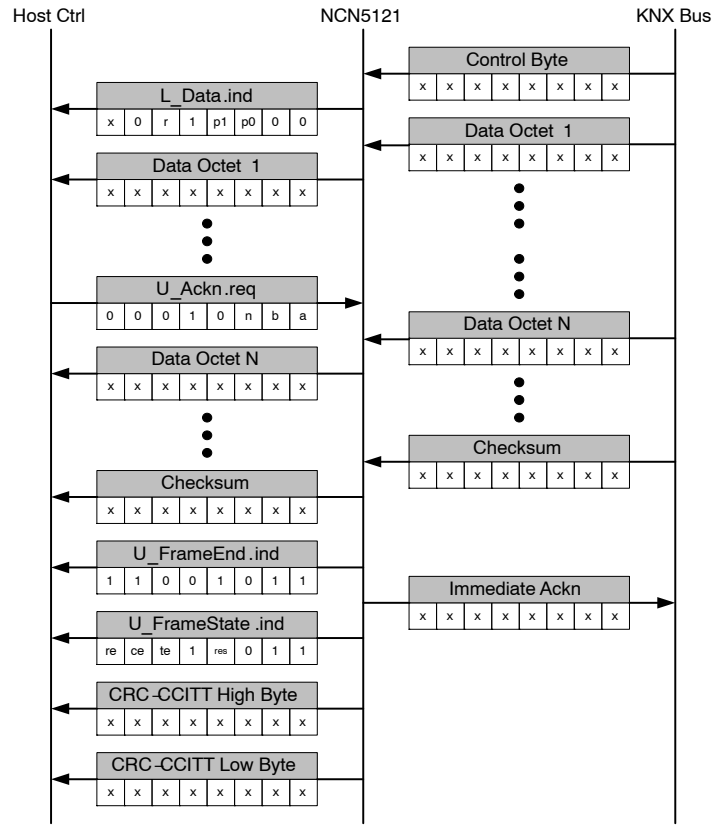 Host Ctrl NCN5121 KNX Bus
Control Byte
x x x x x x x x
L_Data.ind
x 0 r 1 p1 p0 0 0
Data Octet 1
x x x x x x x x
Data Octet 1
x x x x x x x x
U_Ackn.req
0 0 0 1 0 n b a
Data Octet N
x x x x x x x x
Data Octet N
x x x x x x x x
Checksum
x x x x x x x x
Checksum
x x x x x x x x
U_FrameEnd.ind
1 1 0 0 1 0 1 1
Immediate Ackn
x x x x x x x x
U_FrameState.ind
re ce te 1 res 0 1 1
CRC-CCITT High Byte
x x x x x x x x
CRC-CCITT Low Byte
x x x x x x x x